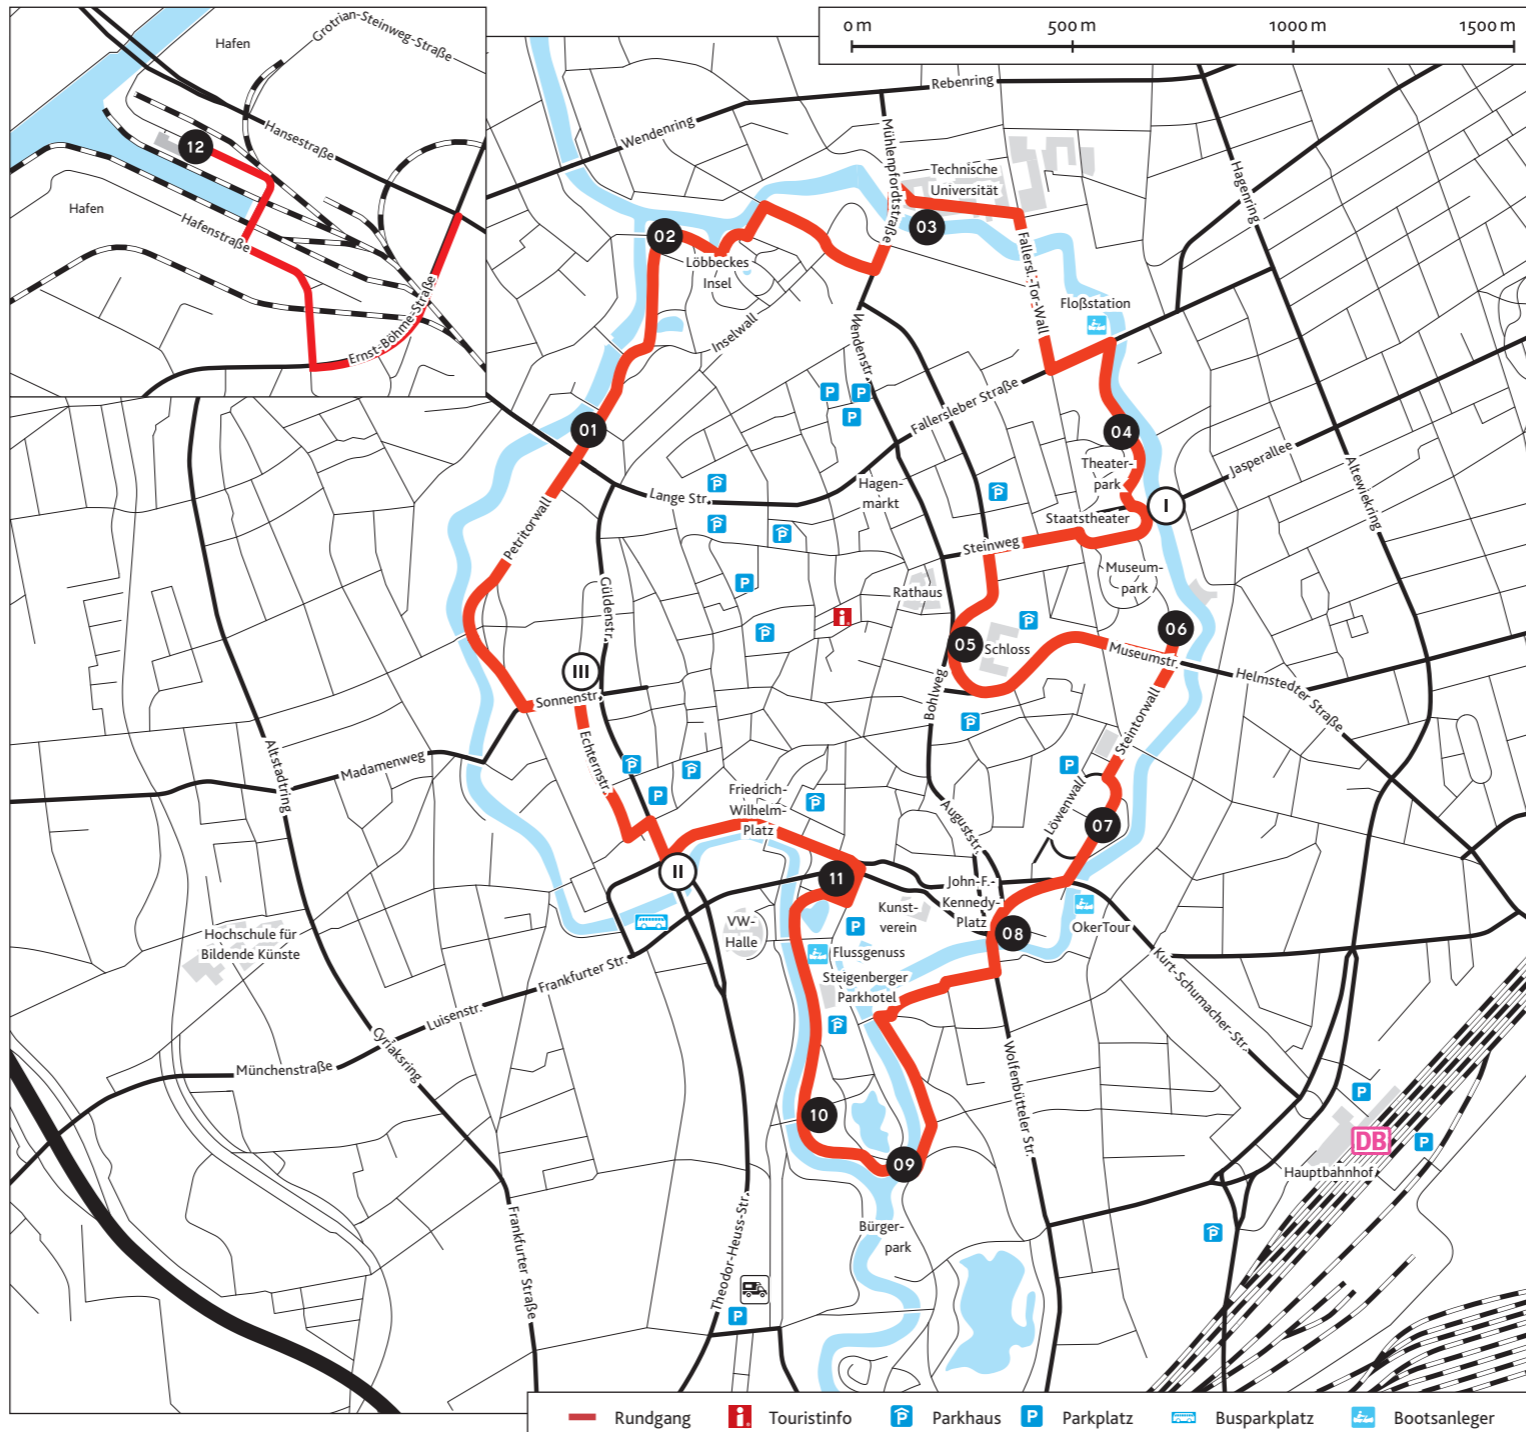 0 m
500 m
1000 m
1500 m
Hafen
Grotrian-Steinweg-Straße
Hansestraße
12
Hafen
Hafenstraße
Ernst-Böhme-Straße
Rebenring
Wendenring
Mühlenpfordtstraße
Technische
Universität
Hagenring
02
03
Löbbeckes
Insel
Fallersl.-Tor-Wall
Floßstation
Inselwall
Wendenstr.
P
P
P
Fallersleber Straße
01
04
Theater-
park
Jasperallee
Altewiekring
Lange Str.
P
Hagen-
markt
P
I
Staatstheater
P
P
Petritorwall
Steinweg
Museum-
park
Güldenstr.
P
Rathaus
i
P
P
06
05
Schloss
Museumstr.
III
Helmstedter Straße
Sonnenstr.
Bohlweg
P
Steintorwall
Echternstr.
Altstadtring
Madamenweg
P
P
P
P
Friedrich-
Wilhelm-
Platz
P
Löwenwall
07
Auguststr.
II
11
John-F.-
Kennedy-
Platz
Kunst-
verein
P
VW-
Halle
08
OkerTour
Hochschule für
Bildende Künste
Flussgenuss
Frankfurter Str.
Steigenberger
Parkhotel
Kurt-Schumacher-Str.
Luisenstr.
P
Cyriaksring
Münchenstraße
Wolfenbütteler Str.
P
10
DB
P
09
Hauptbahnhof
Frankfurter Straße
Bürger-
park
P
Theodor-Heuss-Str.
P
Rundgang
i
Touristinfo
P
Parkhaus
P
Parkplatz
Busparkplatz
Bootsanleger